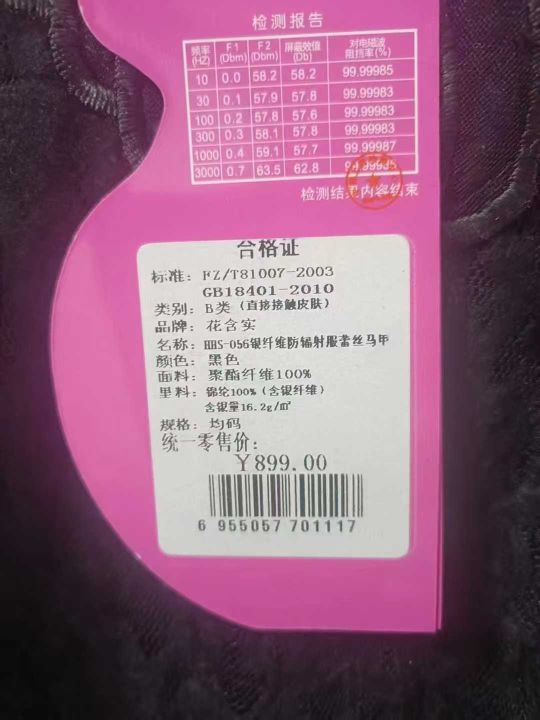 检测报告
频率(HZ) F1(Dbm) F2(Dbm) 屏蔽效值(Db) 对电磁波阻挡率(%)
10 0.0 58.2 58.2 99.99985
30 0.1 57.9 57.8 99.99983
100 0.2 57.8 57.6 99.99983
300 0.3 58.1 57.8 99.99983
1000 0.4 59.1 57.7 99.99987
3000 0.7 63.5 62.8
检测结果内容结束
合格证
标准: FZ/T81007-2003
GB18401-2010
类别: B类(直接接触皮肤)
品牌: 花含实
名称: HHS-056银纤维防辐射服蕾丝马甲
颜色: 黑色
面料: 聚酯纤维100%
里料: 锦纶100%(含银纤维)
含银量16.2g/㎡
规格: 均码
统一零售价:
¥899.00
6 955057 701117